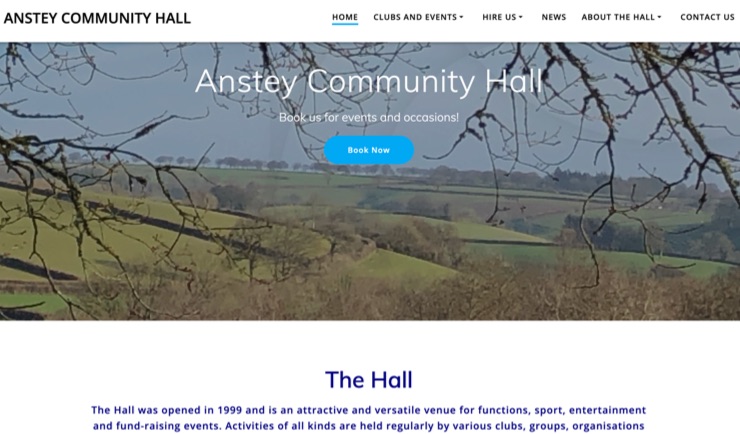 ANSTEY COMMUNITY HALL
HOME CLUBS AND EVENTS HIRE US NEWS ABOUT THE HALL CONTACT US
Anstey Community Hall
Book us for events and occasions!
Book Now
The Hall
The Hall was opened in 1999 and is an attractive and versatile venue for functions, sport, entertainment
and fund-raising events. Activities of all kinds are held regularly by various clubs, groups, organisations